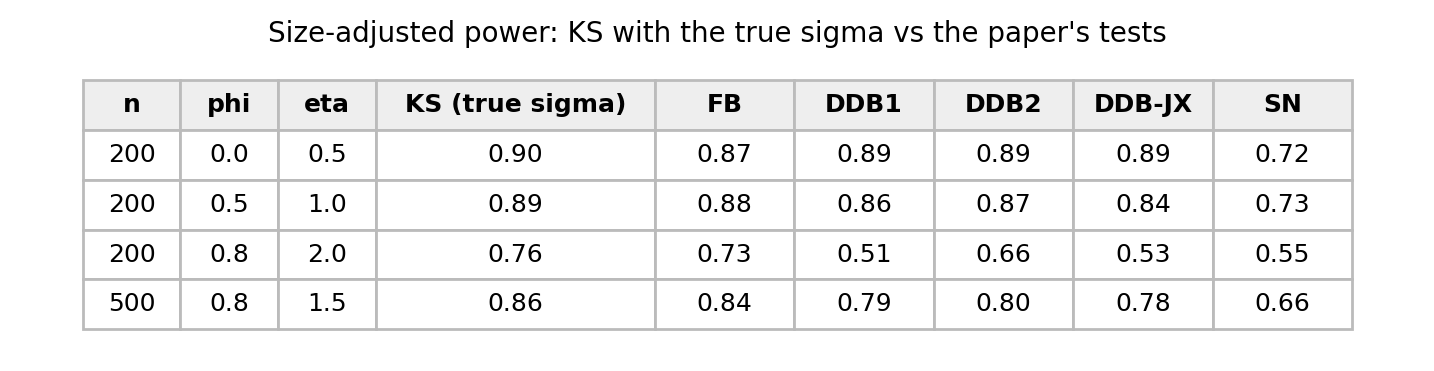 Size-adjusted power: KS with the true sigma vs the paper's tests
n phi eta KS (true sigma) FB DDB1 DDB2 DDB-JX SN
200 0.0 0.5 0.90 0.87 0.89 0.89 0.89 0.72
200 0.5 1.0 0.89 0.88 0.86 0.87 0.84 0.73
200 0.8 2.0 0.76 0.73 0.51 0.66 0.53 0.55
500 0.8 1.5 0.86 0.84 0.79 0.80 0.78 0.66